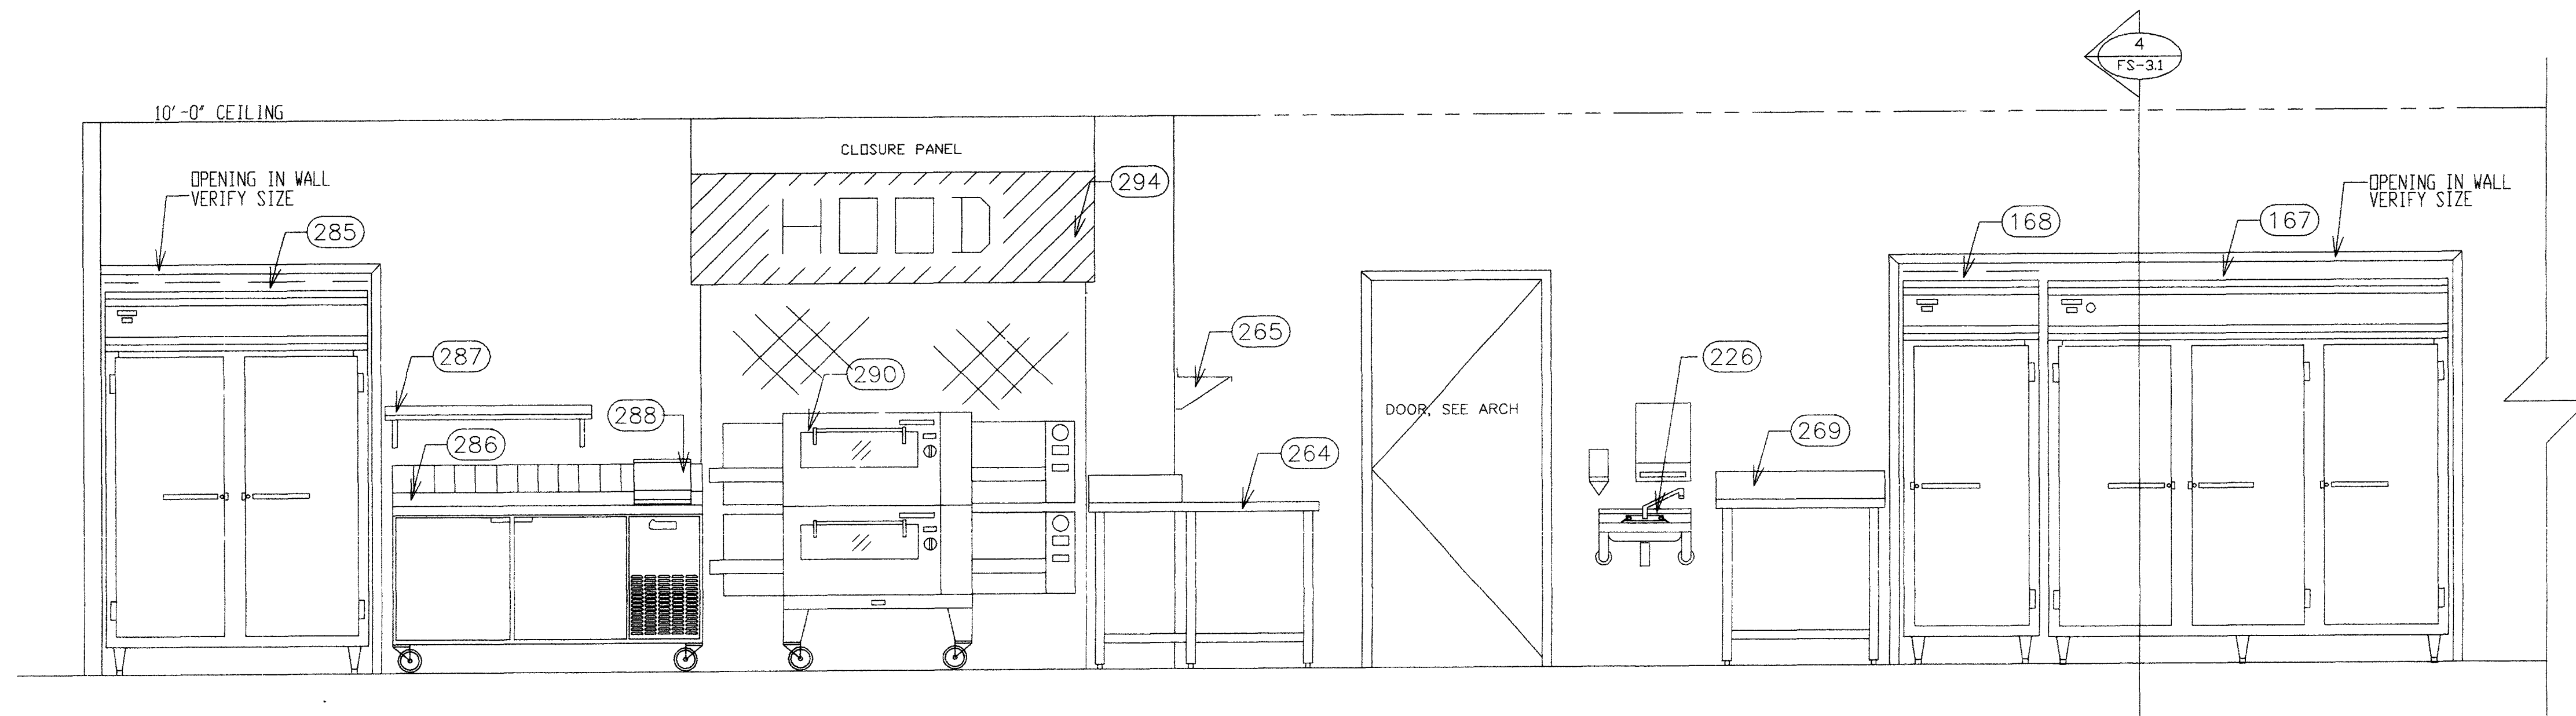 4
FS-3.1
10'-0" CEILING
CLOSURE PANEL
OPENING IN WALL
VERIFY SIZE
294
OPENING IN WALL
VERIFY SIZE
HOOD
285
168
167
265
287
290
226
DOOR, SEE ARCH
288
286
264
269